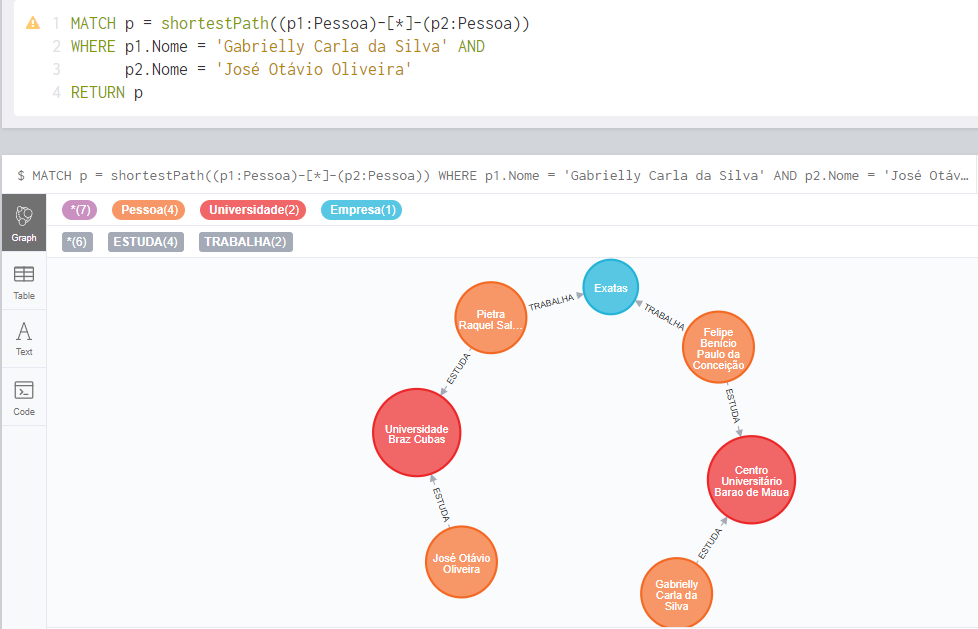 1 MATCH p = shortestPath((p1:Pessoa)-[*]-(p2:Pessoa))
2 WHERE p1.Nome = 'Gabrielly Carla da Silva' AND
3 p2.Nome = 'José Otávio Oliveira'
4 RETURN p
$ MATCH p = shortestPath((p1:Pessoa)-[*]-(p2:Pessoa)) WHERE p1.Nome = 'Gabrielly Carla da Silva' AND p2.Nome = 'José Otáv…
*(7) Pessoa(4) Universidade(2) Empresa(1)
*(6) ESTUDA(4) TRABALHA(2)
Graph
Table
Text
Code
Exatas
TRABALHA
TRABALHA
Pietra
Raquel Sal...
Felipe
Benício
Paulo da
Conceição
ESTUDA
ESTUDA
Universidade
Braz Cubas
Centro
Universitário
Barao de Maua
ESTUDA
ESTUDA
José Otávio
Oliveira
Gabrielly
Carla da
Silva